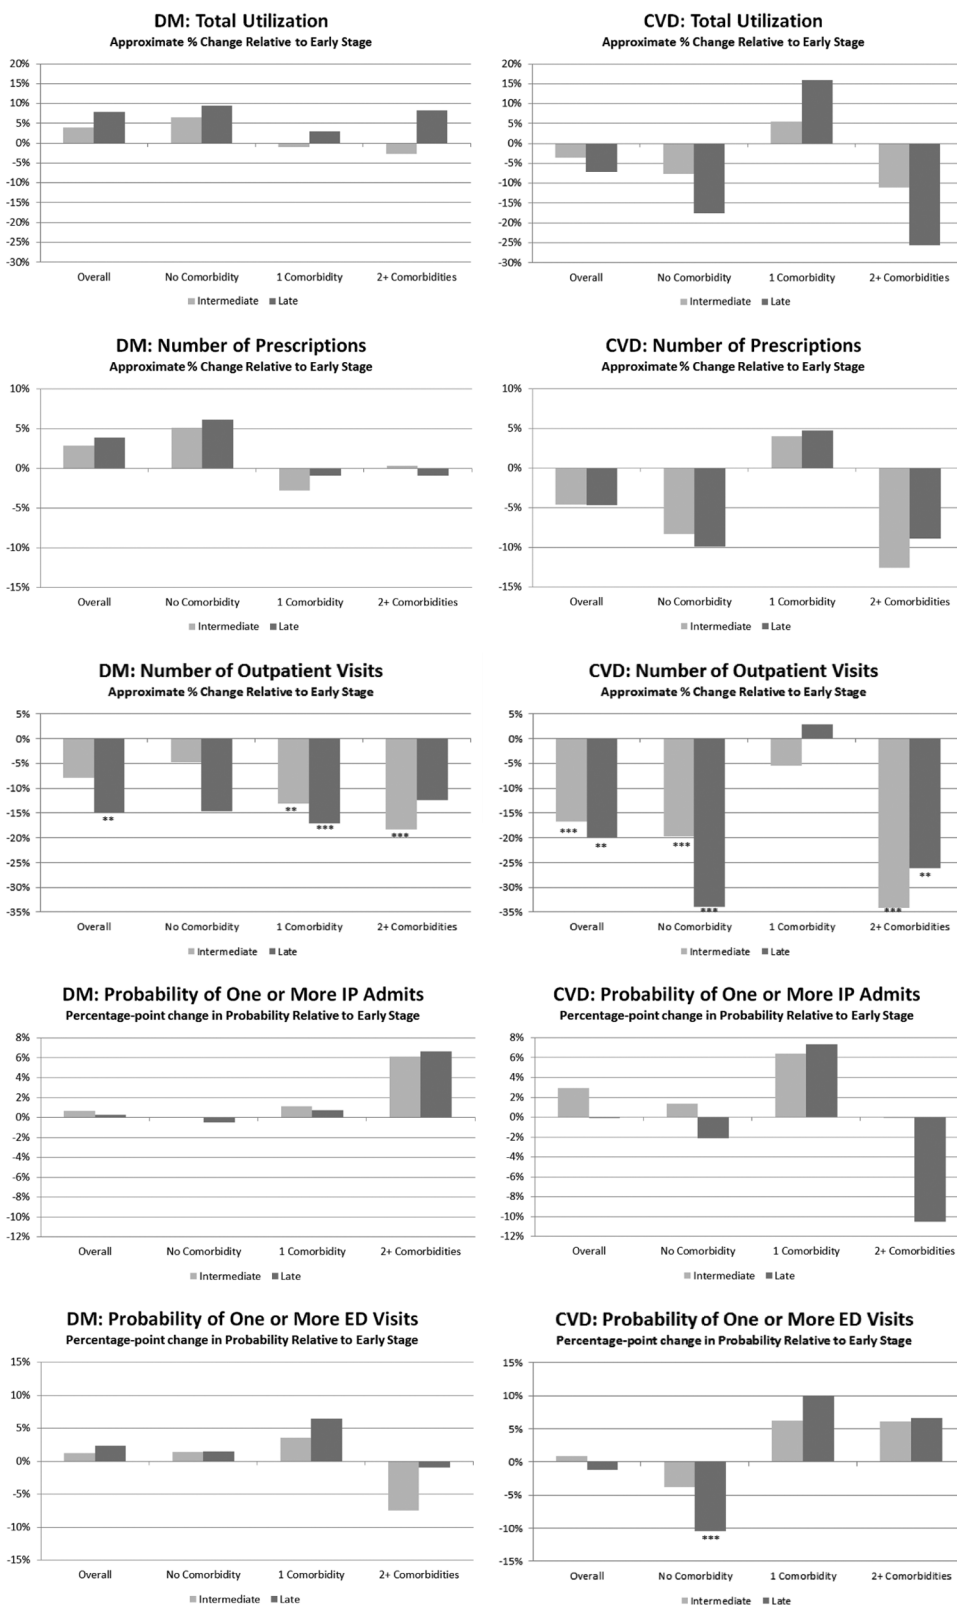 DM: Total Utilization
Approximate % Change Relative to Early Stage
20%
15%
10%
5%
0%
-5%
-10%
-15%
-20%
-25%
-30%
Overall No Comorbidity 1 Comorbidity 2+ Comorbidities
Intermediate Late
CVD: Total Utilization
Approximate % Change Relative to Early Stage
20%
15%
10%
5%
0%
-5%
-10%
-15%
-20%
-25%
-30%
Overall No Comorbidity 1 Comorbidity 2+ Comorbidities
Intermediate Late
DM: Number of Prescriptions
Approximate % Change Relative to Early Stage
10%
5%
0%
-5%
-10%
-15%
Overall No Comorbidity 1 Comorbidity 2+ Comorbidities
Intermediate Late
CVD: Number of Prescriptions
Approximate % Change Relative to Early Stage
10%
5%
0%
-5%
-10%
-15%
Overall No Comorbidity 1 Comorbidity 2+ Comorbidities
Intermediate Late
DM: Number of Outpatient Visits
Approximate % Change Relative to Early Stage
5%
0%
-5%
-10%
-15%
-20%
-25%
-30%
-35%
** ** *** ***
Overall No Comorbidity 1 Comorbidity 2+ Comorbidities
Intermediate Late
CVD: Number of Outpatient Visits
Approximate % Change Relative to Early Stage
5%
0%
-5%
-10%
-15%
-20%
-25%
-30%
-35%
*** ** *** *** *** **
Overall No Comorbidity 1 Comorbidity 2+ Comorbidities
Intermediate Late
DM: Probability of One or More IP Admits
Percentage-point change in Probability Relative to Early Stage
8%
6%
4%
2%
0%
-2%
-4%
-6%
-8%
-10%
-12%
Overall No Comorbidity 1 Comorbidity 2+ Comorbidities
Intermediate Late
CVD: Probability of One or More IP Admits
Percentage-point change in Probability Relative to Early Stage
8%
6%
4%
2%
0%
-2%
-4%
-6%
-8%
-10%
-12%
Overall No Comorbidity 1 Comorbidity 2+ Comorbidities
Intermediate Late
DM: Probability of One or More ED Visits
Percentage-point change in Probability Relative to Early Stage
15%
10%
5%
0%
-5%
-10%
-15%
Overall No Comorbidity 1 Comorbidity 2+ Comorbidities
Intermediate Late
CVD: Probability of One or More ED Visits
Percentage-point change in Probability Relative to Early Stage
15%
10%
5%
0%
-5%
-10%
-15%
***
Overall No Comorbidity 1 Comorbidity 2+ Comorbidities
Intermediate Late